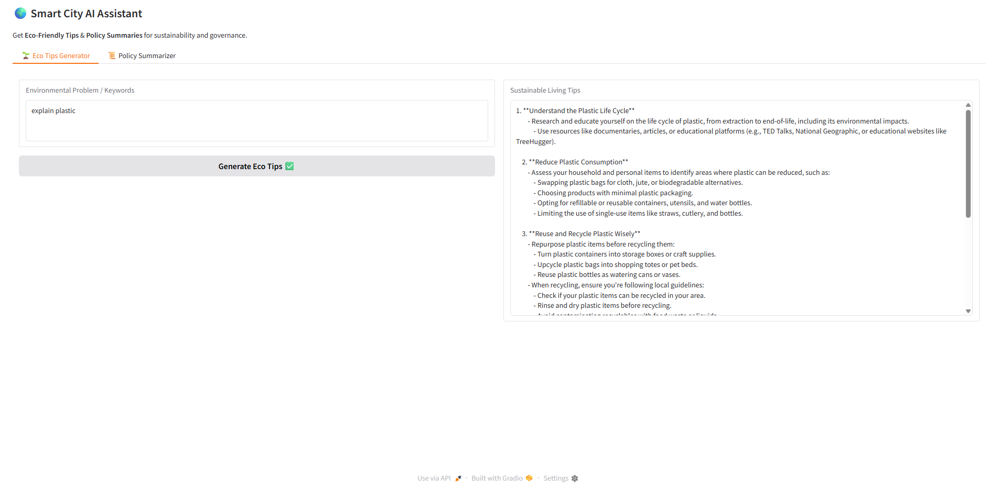 Smart City AI Assistant
Get Eco-Friendly Tips & Policy Summaries for sustainability and governance.
Eco Tips Generator
Policy Summarizer
Environmental Problem / Keywords
explain plastic
Generate Eco Tips
Sustainable Living Tips
1. **Understand the Plastic Life Cycle**
- Research and educate yourself on the life cycle of plastic, from extraction to end-of-life, including its environmental impacts.
- Use resources like documentaries, articles, or educational platforms (e.g., TED Talks, National Geographic, or educational websites like
TreeHugger).
2. **Reduce Plastic Consumption**
- Assess your household and personal items to identify areas where plastic can be reduced, such as:
- Swapping plastic bags for cloth, jute, or biodegradable alternatives.
- Choosing products with minimal plastic packaging.
- Opting for refillable or reusable containers, utensils, and water bottles.
- Limiting the use of single-use items like straws, cutlery, and bottles.
3. **Reuse and Recycle Plastic Wisely**
- Repurpose plastic items before recycling them:
- Turn plastic containers into storage boxes or craft supplies.
- Upcycle plastic bags into shopping totes or pet beds.
- Reuse plastic bottles as watering cans or vases.
- When recycling, ensure you're following local guidelines:
- Check if your plastic items can be recycled in your area.
- Rinse and dry plastic items before recycling.
- Avoid contaminating recyclables with food waste or liquids.
Use via API · Built with Gradio · Settings